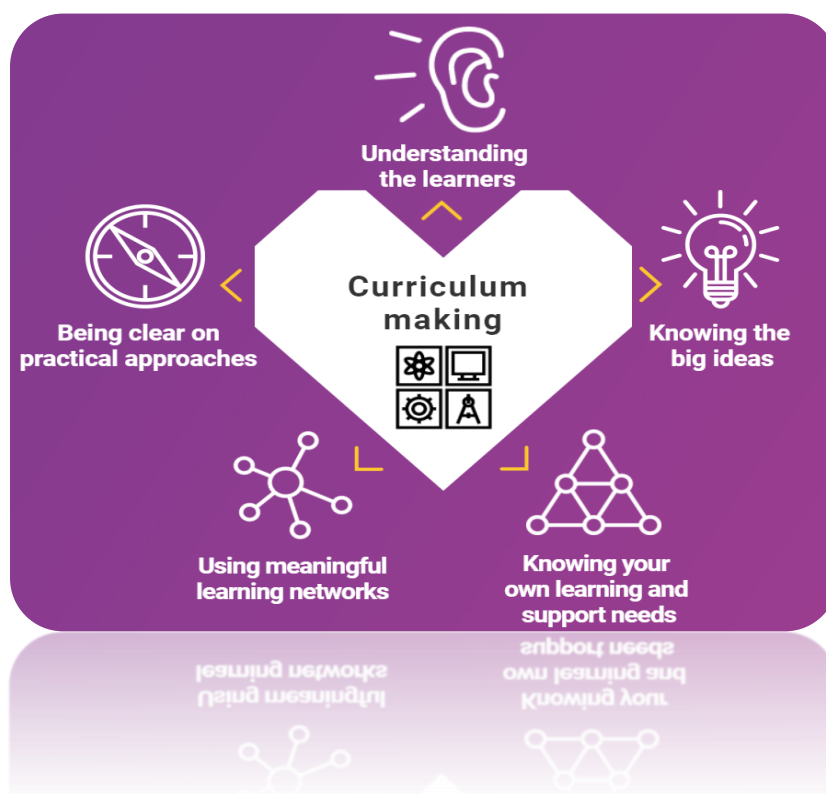 Understanding
the learners
Curriculum
making
Being clear on
practical approaches
Knowing the
big ideas
Using meaningful
learning networks
Knowing your
own learning and
support needs